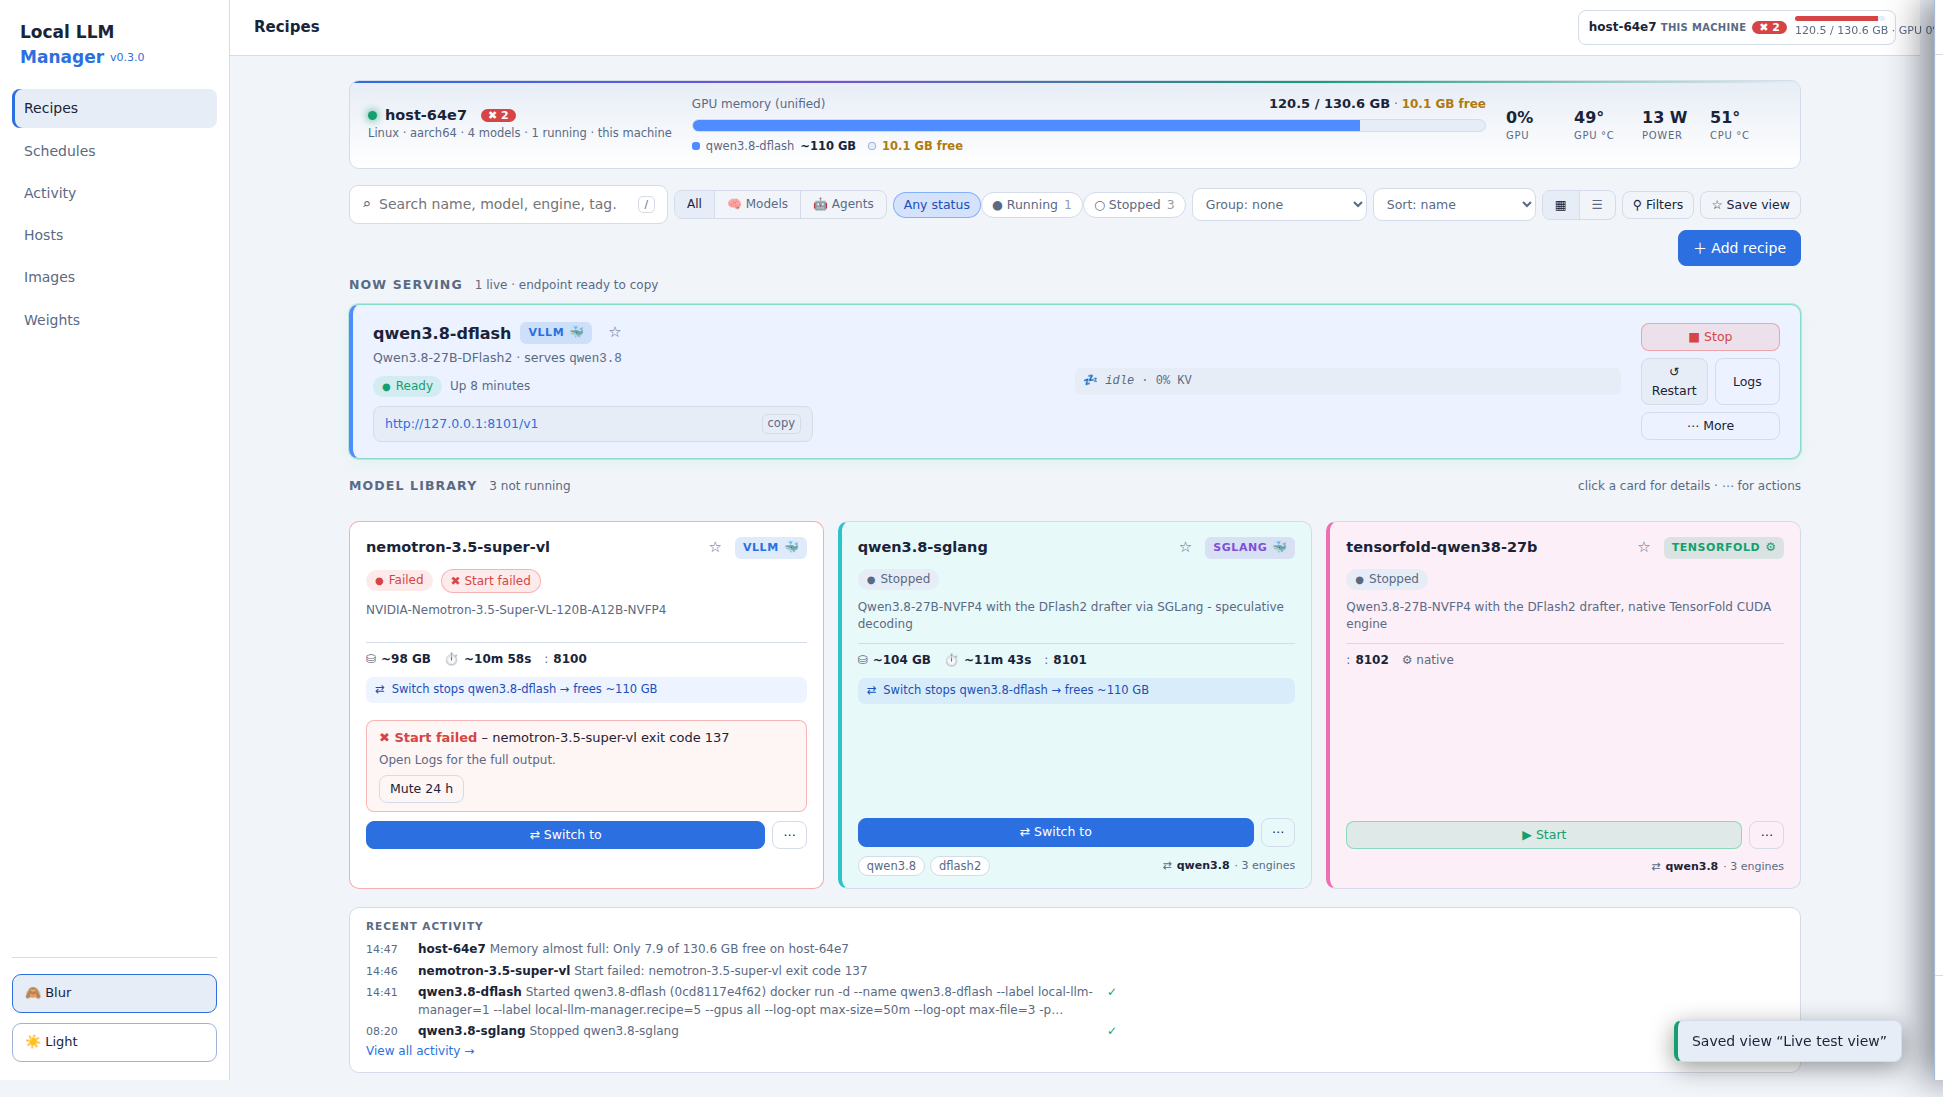 Local LLM
Manager v0.3.0
Recipes
Schedules
Activity
Hosts
Images
Weights
🙈 Blur
☀️ Light
Recipes
host-64e7 THIS MACHINE ✖ 2
120.5 / 130.6 GB · GPU 0%
host-64e7 ✖ 2
Linux · aarch64 · 4 models · 1 running · this machine
GPU memory (unified) 120.5 / 130.6 GB · 10.1 GB free
qwen3.8-dflash ~110 GB 10.1 GB free
0% GPU
49° GPU °C
13 W POWER
51° CPU °C
Search name, model, engine, tag. /
All 🧠 Models 🤖 Agents
Any status ● Running 1 ○ Stopped 3
Group: none
Sort: name
▦ ☰
⚲ Filters
☆ Save view
+ Add recipe
NOW SERVING 1 live · endpoint ready to copy
qwen3.8-dflash VLLM 🐳 ☆
Qwen3.8-27B-DFlash2 · serves qwen3.8
● Ready Up 8 minutes
http://127.0.0.1:8101/v1 copy
💤 idle · 0% KV
■ Stop
↺ Restart
Logs
⋯ More
MODEL LIBRARY 3 not running
click a card for details · ⋯ for actions
nemotron-3.5-super-vl ☆ VLLM 🐳
● Failed ✖ Start failed
NVIDIA-Nemotron-3.5-Super-VL-120B-A12B-NVFP4
~98 GB ⏱ ~10m 58s : 8100
⇄ Switch stops qwen3.8-dflash → frees ~110 GB
✖ Start failed – nemotron-3.5-super-vl exit code 137
Open Logs for the full output.
Mute 24 h
⇄ Switch to ⋯
qwen3.8-sglang ☆ SGLANG 🐳
● Stopped
Qwen3.8-27B-NVFP4 with the DFlash2 drafter via SGLang - speculative
decoding
~104 GB ⏱ ~11m 43s : 8101
⇄ Switch stops qwen3.8-dflash → frees ~110 GB
⇄ Switch to ⋯
qwen3.8 dflash2 ⇄ qwen3.8 · 3 engines
tensorfold-qwen38-27b ☆ TENSORFOLD ⚙
● Stopped
Qwen3.8-27B-NVFP4 with the DFlash2 drafter, native TensorFold CUDA
engine
: 8102 ⚙ native
▶ Start ⋯
⇄ qwen3.8 · 3 engines
RECENT ACTIVITY
14:47 host-64e7 Memory almost full: Only 7.9 of 130.6 GB free on host-64e7
14:46 nemotron-3.5-super-vl Start failed: nemotron-3.5-super-vl exit code 137
14:41 qwen3.8-dflash Started qwen3.8-dflash (0cd8117e4f62) docker run -d --name qwen3.8-dflash --label local-llm- ✓
manager=1 --label local-llm-manager.recipe=5 --gpus all --log-opt max-size=50m --log-opt max-file=3 -p…
08:20 qwen3.8-sglang Stopped qwen3.8-sglang ✓
View all activity →
Saved view “Live test view”